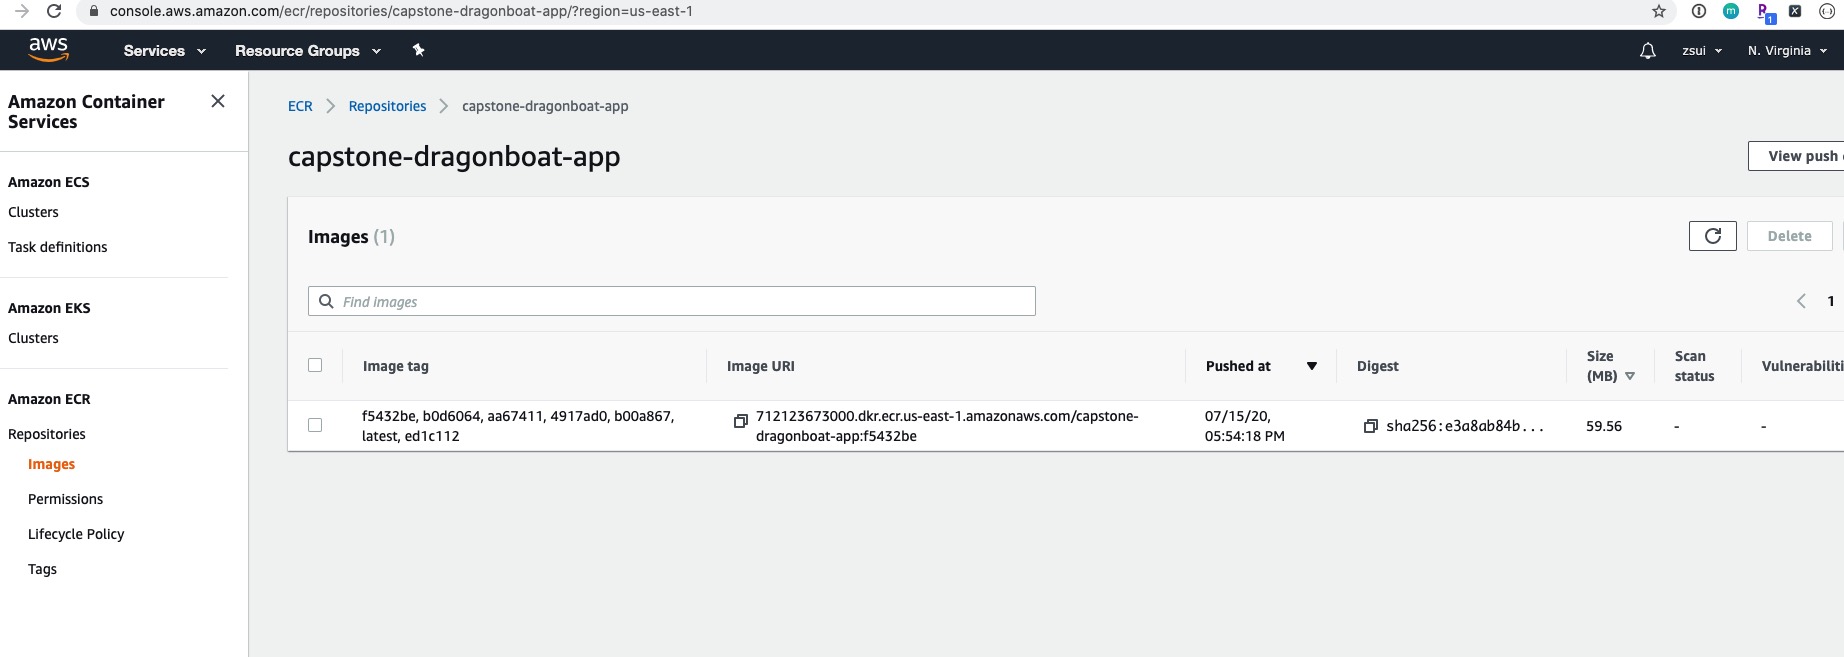 console.aws.amazon.com/ecr/repositories/capstone-dragonboat-app/?region=us-east-1
m
1
aws
Services
Resource Groups
zsui
N. Virginia
Amazon Container
Services
Amazon ECS
Clusters
Task definitions
Amazon EKS
Clusters
Amazon ECR
Repositories
Images
Permissions
Lifecycle Policy
Tags
ECR
Repositories
capstone-dragonboat-app
capstone-dragonboat-app
View push
Images (1)
Delete
Find images
1
Image tag
Image URI
Pushed at
Digest
Size
(MB)
Scan
status
Vulnerabiliti
f5432be, b0d6064, aa67411, 4917ad0, b00a867,
latest, ed1c112
712123673000.dkr.ecr.us-east-1.amazonaws.com/capstone-
dragonboat-app:f5432be
07/15/20,
05:54:18 PM
sha256:e3a8ab84b...
59.56
-
-